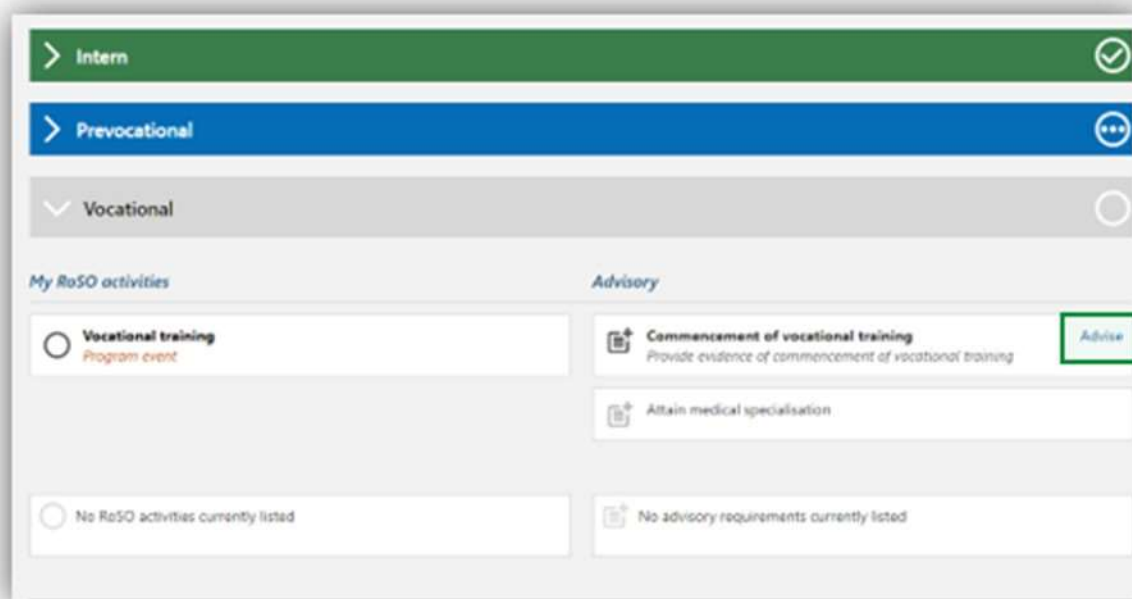 Intern
Prevocational
Vocational
My RoSO activities
Advisory
Vocational training
Program event
Commencement of vocational training
Provide evidence of commencement of vocational training
Advise
Attain medical specialisation
No RoSO activities currently listed
No advisory requirements currently listed